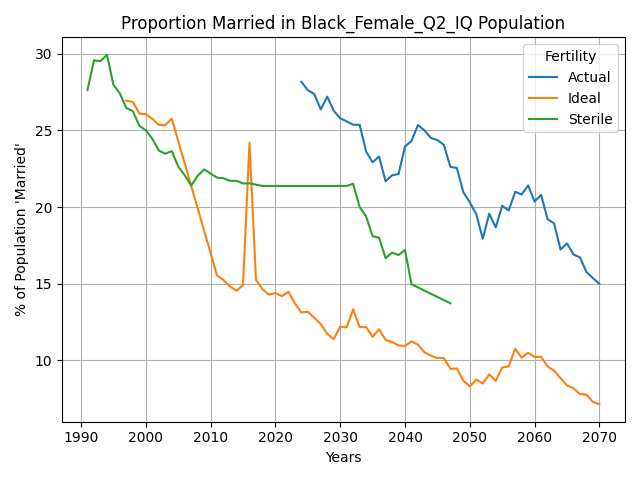 Proportion Married in Black_Female_Q2_IQ Population
% of Population 'Married'
30
25
20
15
10
1990 2000 2010 2020 2030 2040 2050 2060 2070
Years
Fertility
Actual
Ideal
Sterile